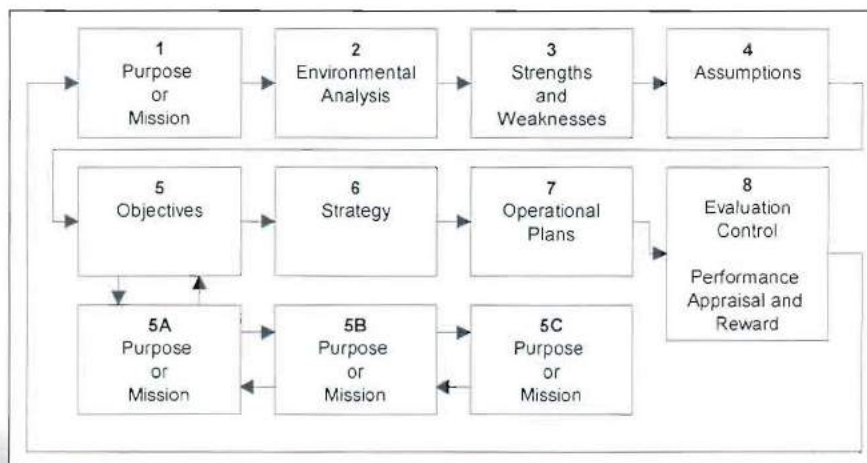 1
Purpose
or
Mission
2
Environmental
Analysis
3
Strengths
and
Weaknesses
4
Assumptions
5
Objectives
6
Strategy
7
Operational
Plans
8
Evaluation
Control
Performance
Appraisal and
Reward
5A
Purpose
or
Mission
5B
Purpose
or
Mission
5C
Purpose
or
Mission